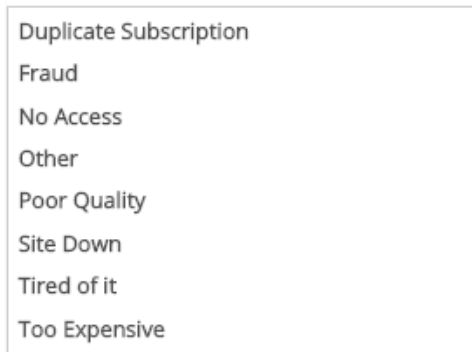 Duplicate Subscription
Fraud
No Access
Other
Poor Quality
Site Down
Tired of it
Too Expensive